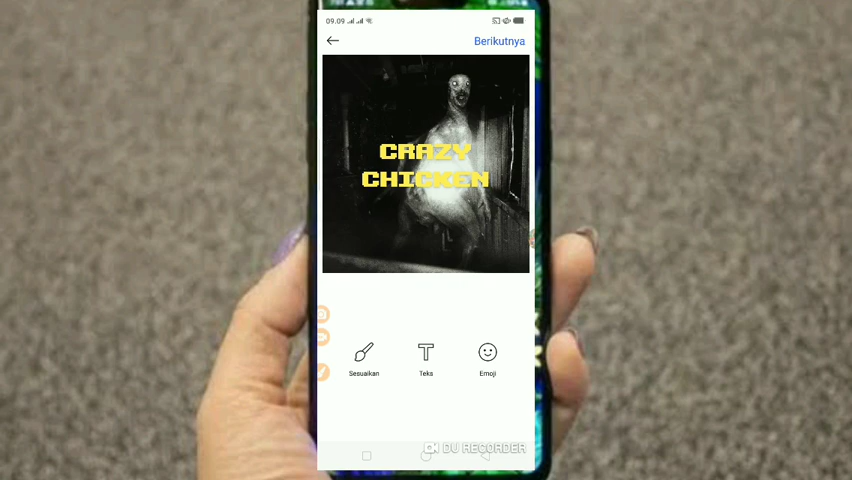 09.09
Berikutnya
CRAZY
CHICKEN
Sesuaikan
Teks
Emoji
DU RECORDER